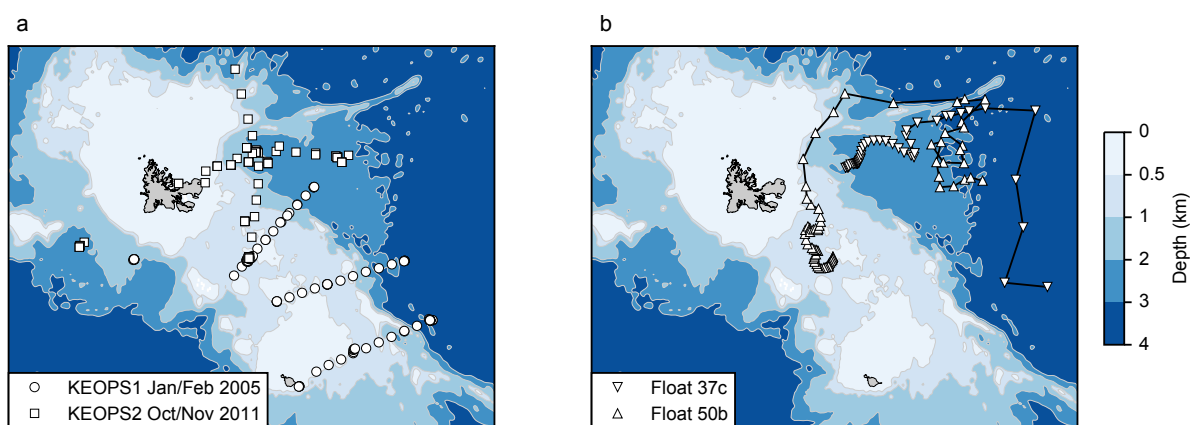 a
b
KEOPS1 Jan/Feb 2005
KEOPS2 Oct/Nov 2011
Float 37c
Float 50b
0
0.5
1
2
3
4
Depth (km)